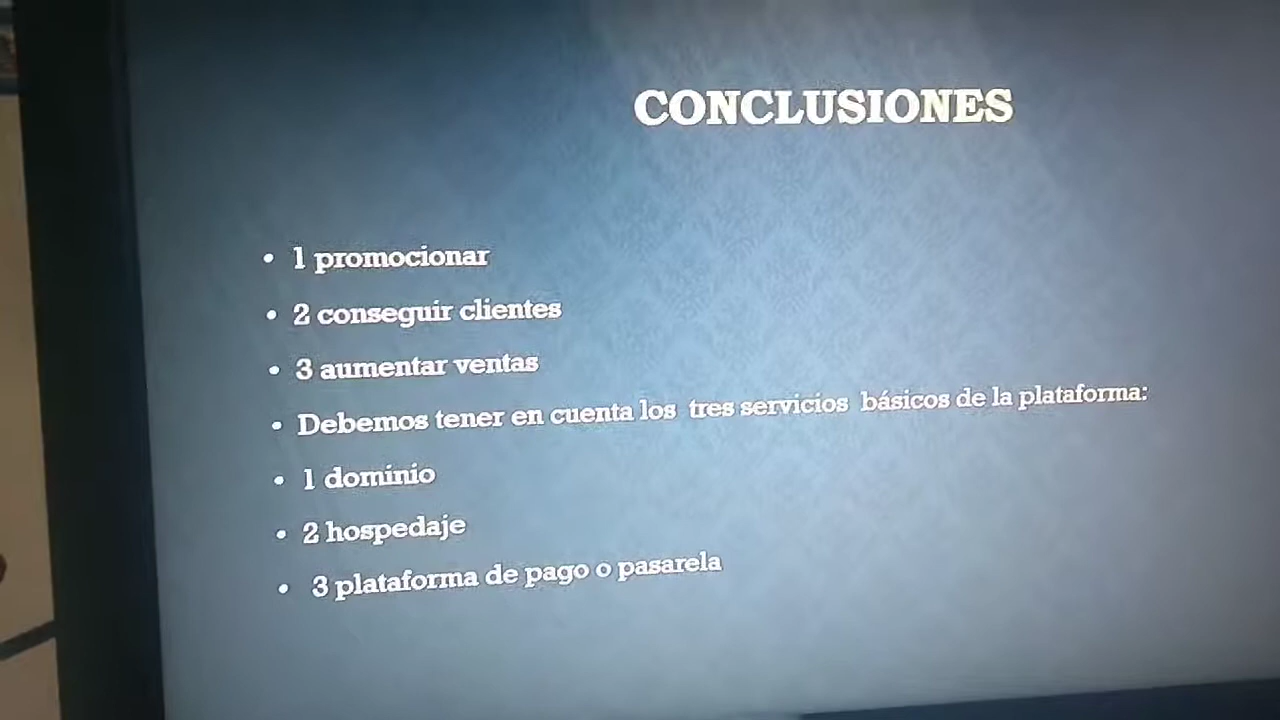 CONCLUSIONES
• 1 promocionar
• 2 conseguir clientes
• 3 aumentar ventas
• Debemos tener en cuenta los tres servicios básicos de la plataforma:
• 1 dominio
• 2 hospedaje
• 3 plataforma de pago o pasarela